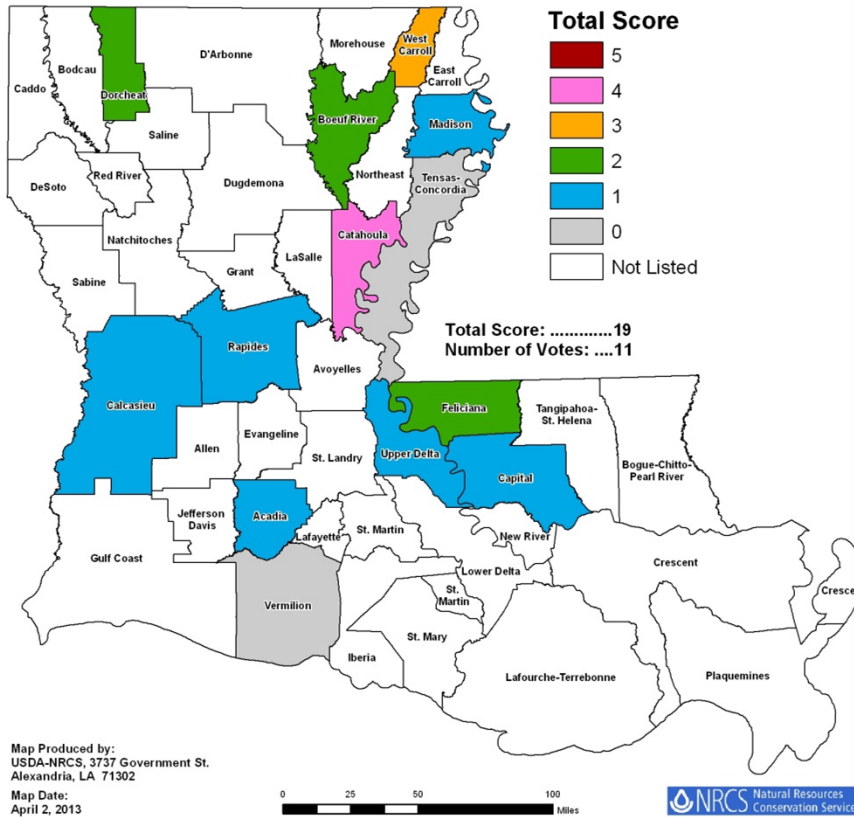 Total Score
5
4
3
2
1
0
Not Listed
Total Score: .............19
Number of Votes: ....11
Caddo
Bodcau
Dorcheat
D'Arbonne
Morehouse
West
Carroll
East
Carroll
Boeuf River
Madison
Saline
DeSoto
Red River
Dugdemona
Northeast
Tensas-
Concordia
Natchitoches
Sabine
Grant
LaSalle
Catahoula
Rapides
Avoyelles
Calcasieu
Allen
Evangeline
St. Landry
Upper Delta
Feliciana
Tangipahoa-
St. Helena
Capital
Bogue-Chitto-
Pearl River
Jefferson
Davis
Acadia
Lafayette
St. Martin
New River
Gulf Coast
Vermilion
Lower Delta
St.
Martin
St. Mary
Iberia
Crescent
Cresce
Lafourche-Terrebonne
Plaquemines
Map Produced by:
USDA-NRCS, 3737 Government St.
Alexandria, LA 71302
Map Date:
April 2, 2013
0 25 50 100
Miles
NRCS Natural Resources
Conservation Service